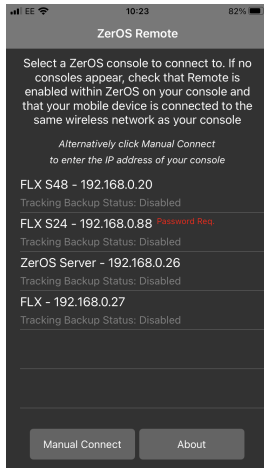 EE 10:23 82%
ZerOS Remote
Select a ZerOS console to connect to. If no
consoles appear, check that Remote is
enabled within ZerOS on your console and
that your mobile device is connected to the
same wireless network as your console
Alternatively click Manual Connect
to enter the IP address of your console
FLX S48 - 192.168.0.20
Tracking Backup Status: Disabled
FLX S24 - 192.168.0.88 Password Req.
Tracking Backup Status: Disabled
ZerOS Server - 192.168.0.26
Tracking Backup Status: Disabled
FLX - 192.168.0.27
Tracking Backup Status: Disabled
Manual Connect About